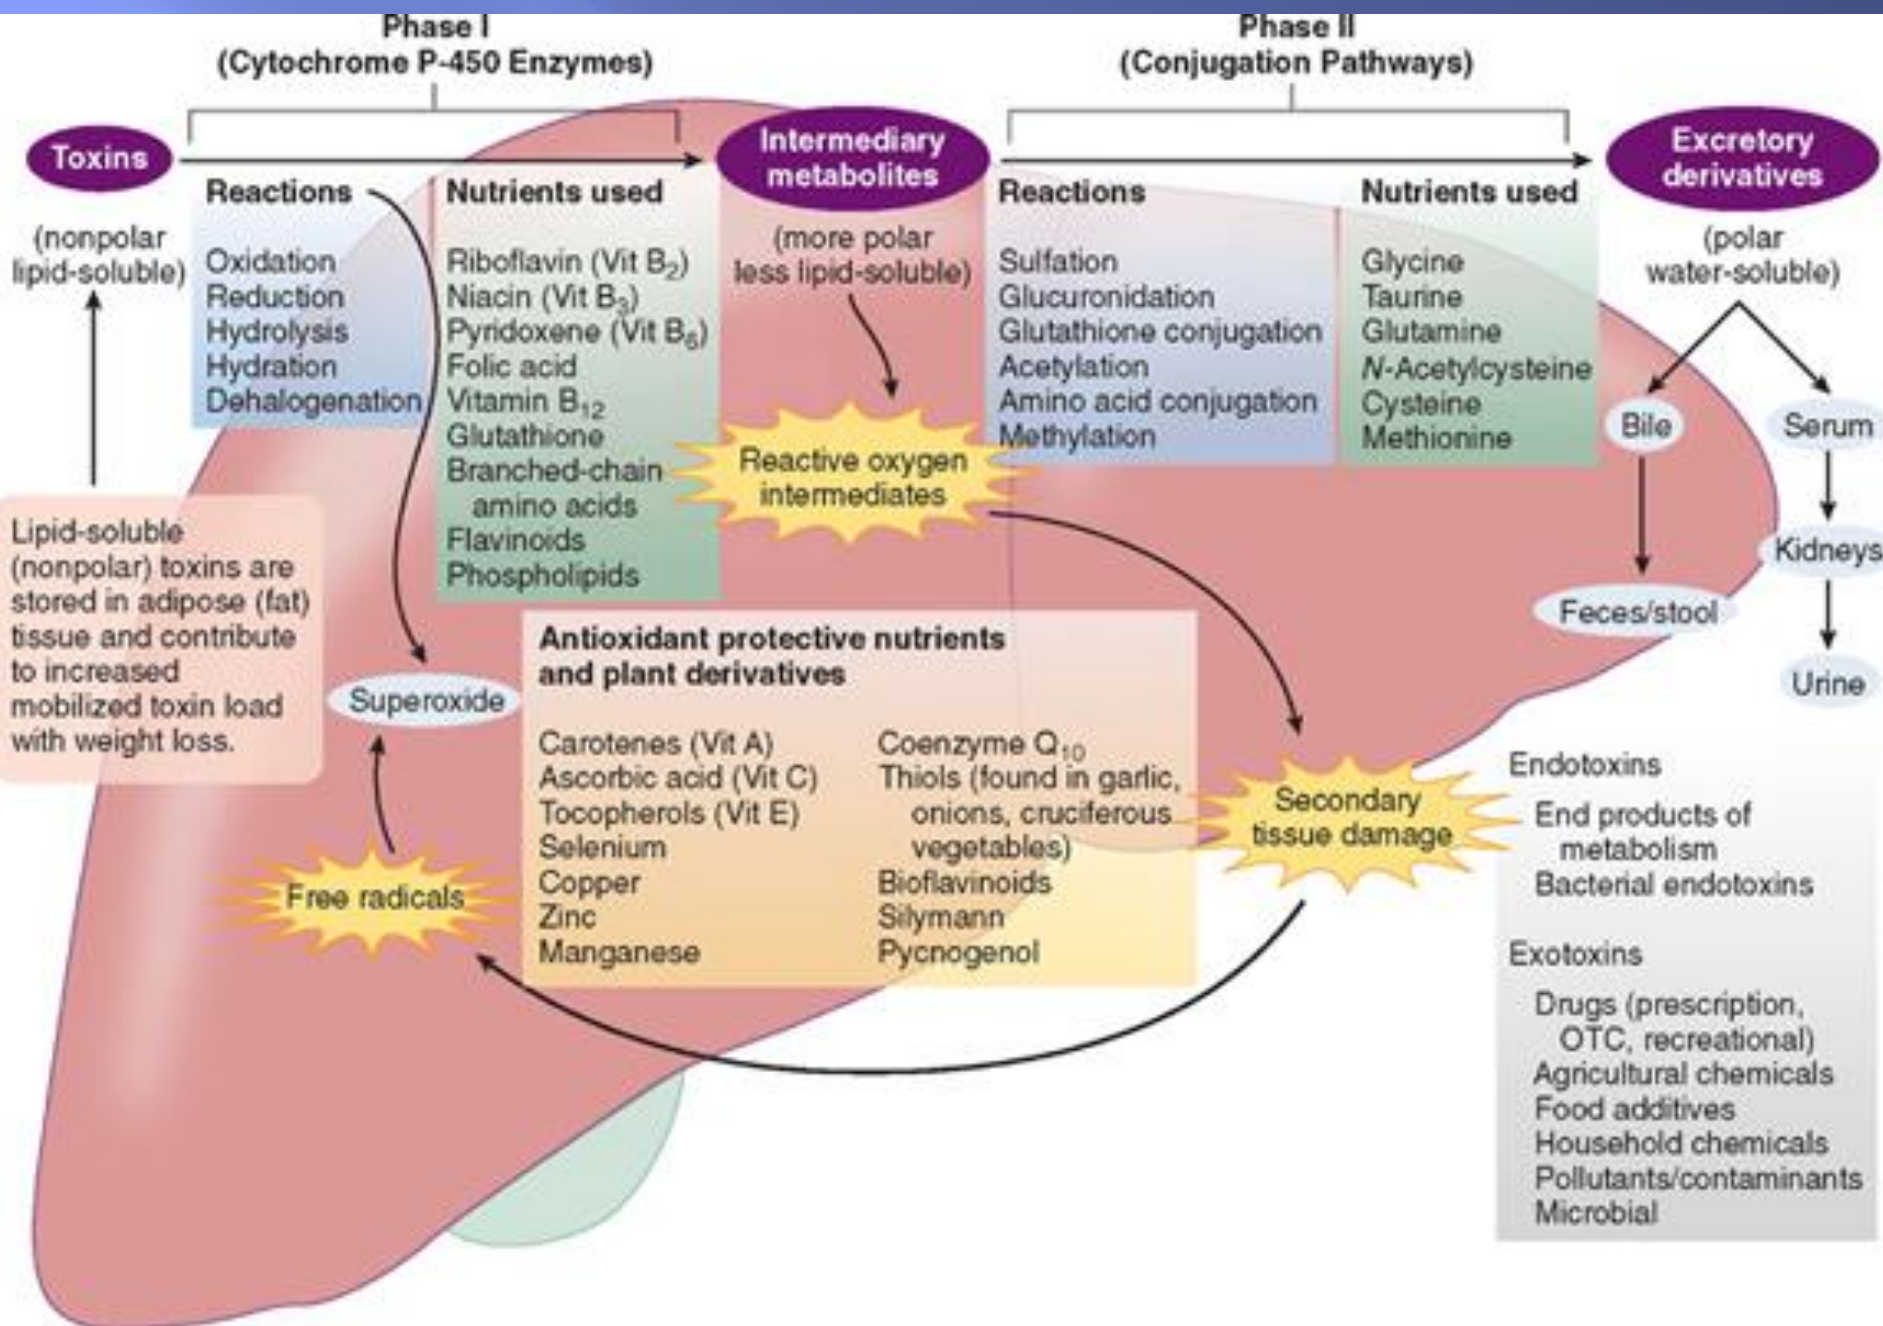 Phase I
(Cytochrome P-450 Enzymes)
Phase II
(Conjugation Pathways)
Toxins
(nonpolar
lipid-soluble)
Reactions
Oxidation
Reduction
Hydrolysis
Hydration
Dehalogenation
Nutrients used
Riboflavin (Vit B2)
Niacin (Vit B3)
Pyridoxene (Vit B6)
Folic acid
Vitamin B12
Glutathione
Branched-chain
amino acids
Flavinoids
Phospholipids
Intermediary
metabolites
(more polar
less lipid-soluble)
Reactive oxygen
intermediates
Reactions
Sulfation
Glucuronidation
Glutathione conjugation
Acetylation
Amino acid conjugation
Methylation
Nutrients used
Glycine
Taurine
Glutamine
N-Acetylcysteine
Cysteine
Methionine
Excretory
derivatives
(polar
water-soluble)
Bile
Serum
Kidneys
Feces/stool
Urine
Lipid-soluble
(nonpolar) toxins are
stored in adipose (fat)
tissue and contribute
to increased
mobilized toxin load
with weight loss.
Superoxide
Free radicals
Antioxidant protective nutrients
and plant derivatives
Carotenes (Vit A)
Ascorbic acid (Vit C)
Tocopherols (Vit E)
Selenium
Copper
Zinc
Manganese
Coenzyme Q10
Thiols (found in garlic,
onions, cruciferous
vegetables)
Bioflavinoids
Silymann
Pycnogenol
Secondary
tissue damage
Endotoxins
End products of
metabolism
Bacterial endotoxins
Exotoxins
Drugs (prescription,
OTC, recreational)
Agricultural chemicals
Food additives
Household chemicals
Pollutants/contaminants
Microbial